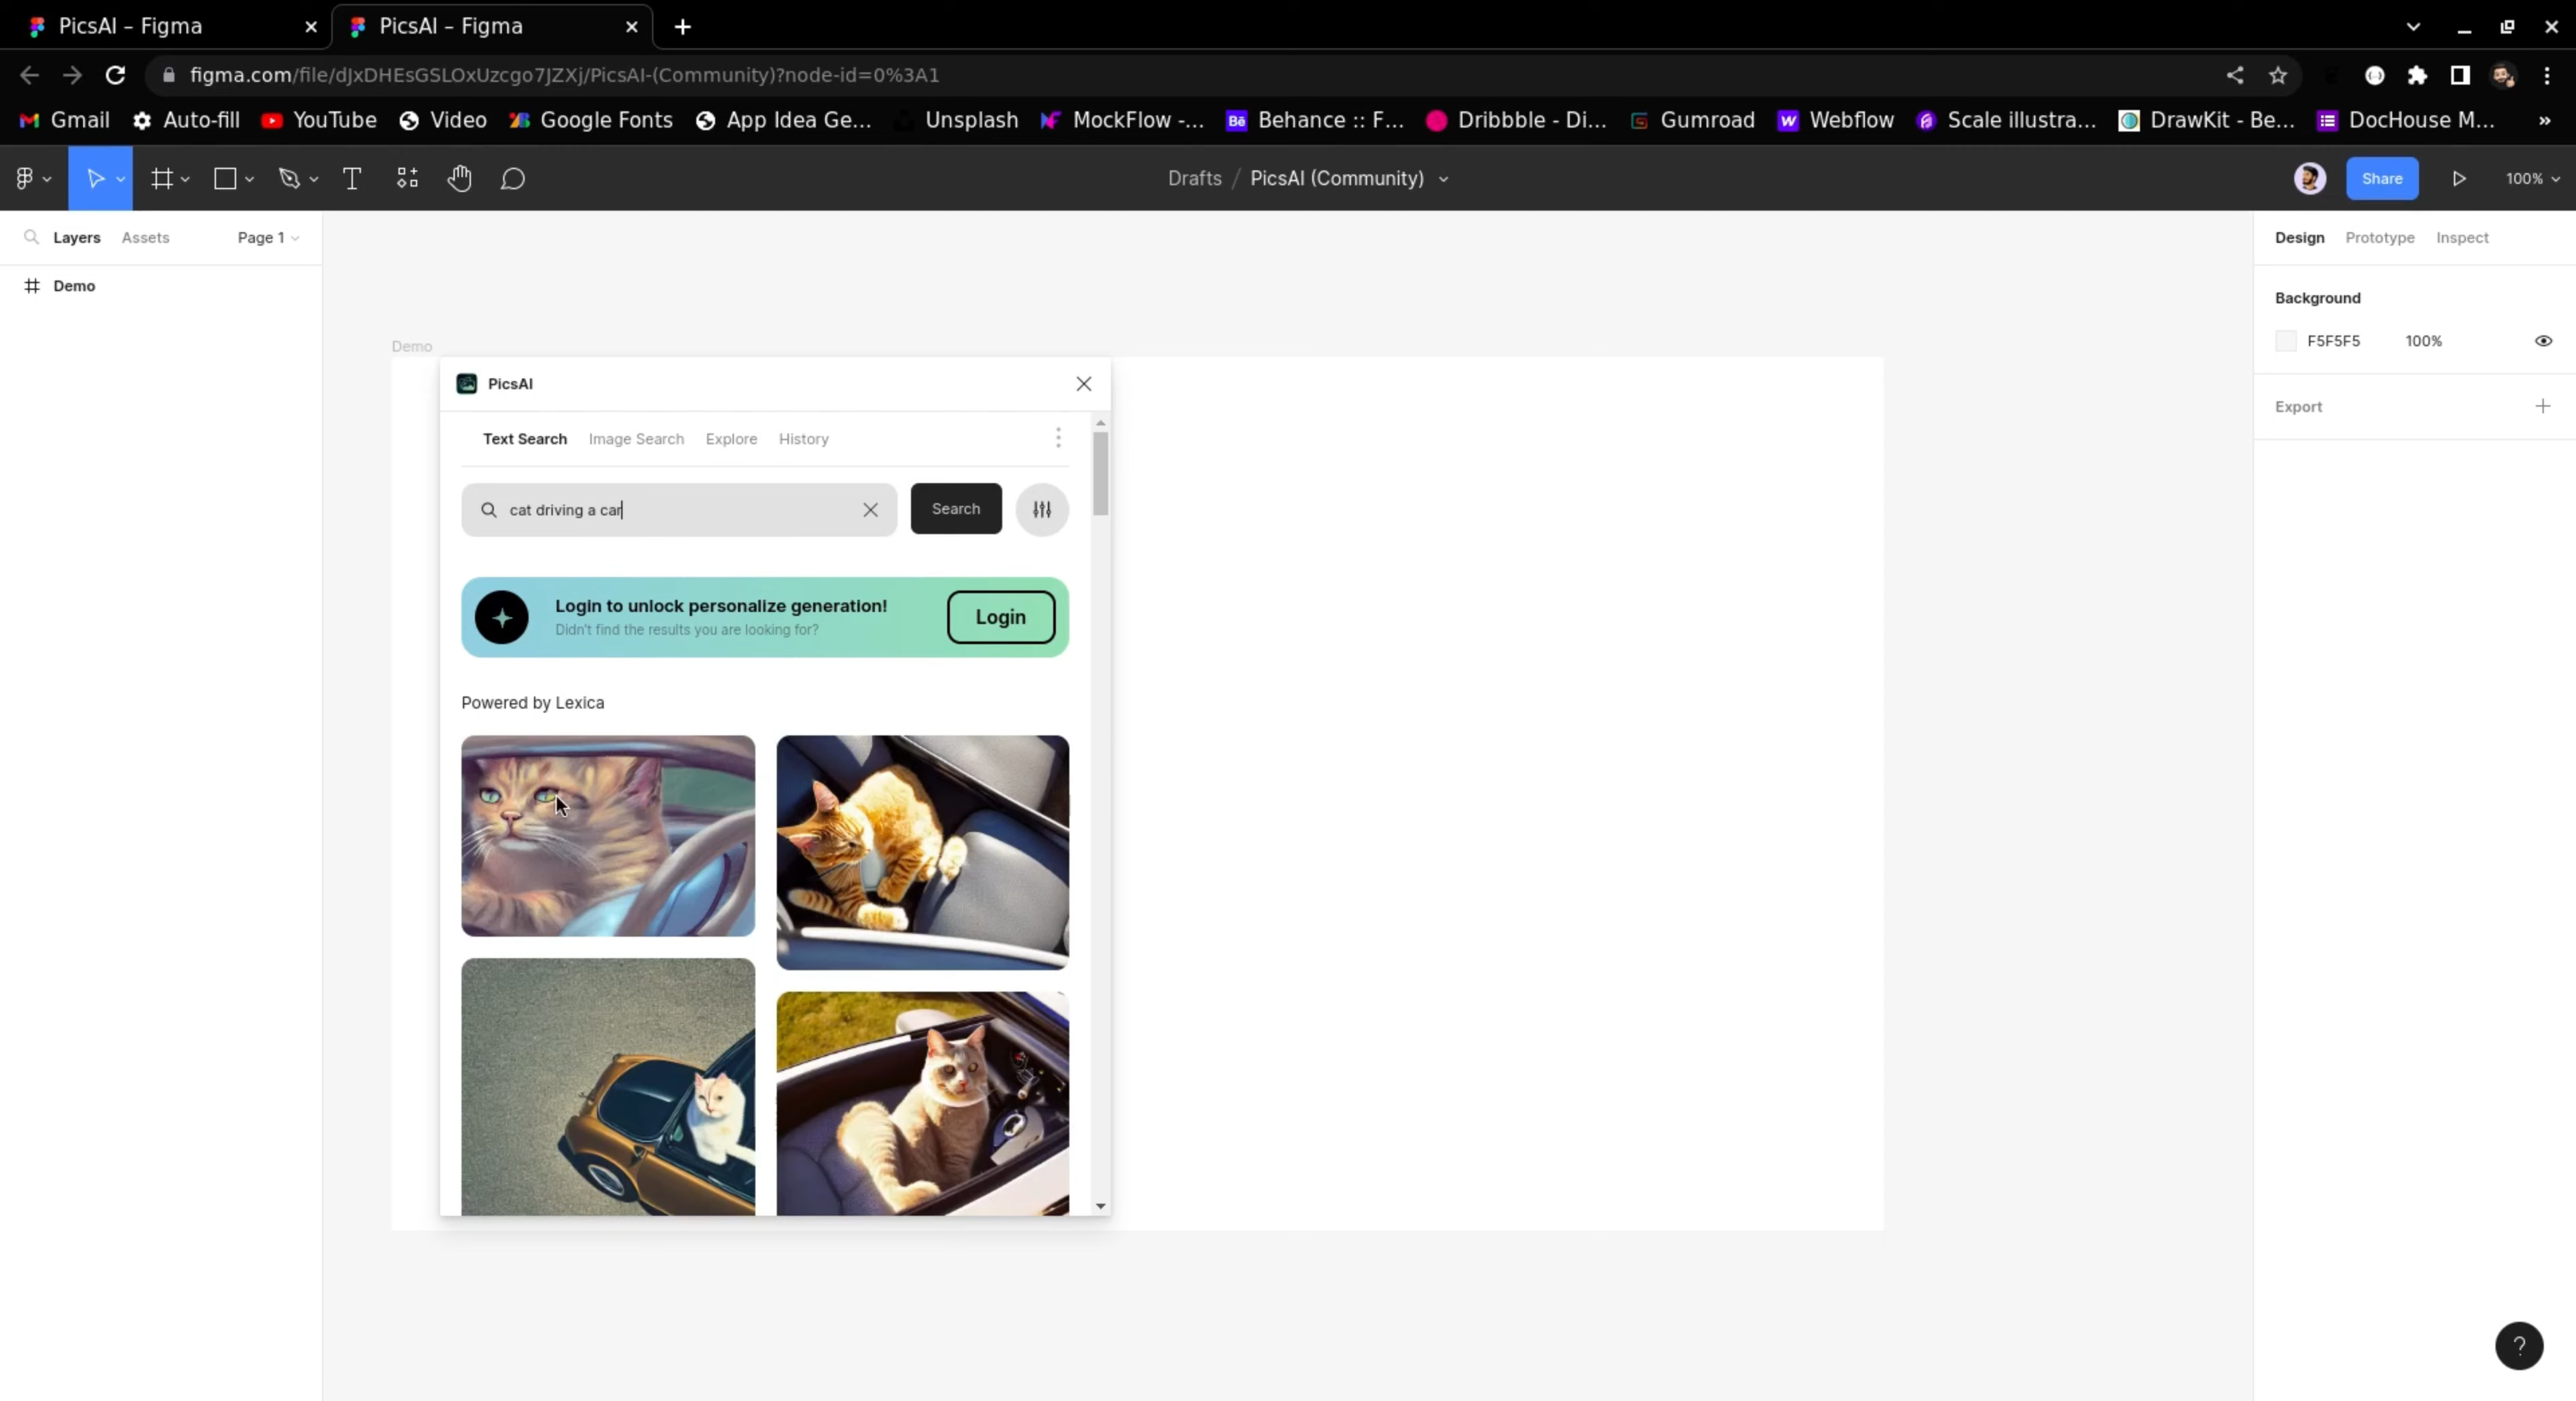 PicsAI – Figma
PicsAI – Figma
figma.com/file/dJxDHEsGSLOxUzcgo7JZXj/PicsAI-(Community)?node-id=0%3A1
Gmail Auto-fill YouTube Video Google Fonts App Idea Ge... Unsplash MockFlow -... Behance :: F... Dribbble - Di... Gumroad Webflow Scale illustra... DrawKit - Be... DocHouse M... »
Drafts / PicsAI (Community)
Share
100%
Layers Assets Page 1
Demo
Demo
PicsAI
Text Search Image Search Explore History
cat driving a car
Search
Login to unlock personalize generation!
Didn't find the results you are looking for?
Login
Powered by Lexica
Design Prototype Inspect
Background
F5F5F5 100%
Export
?